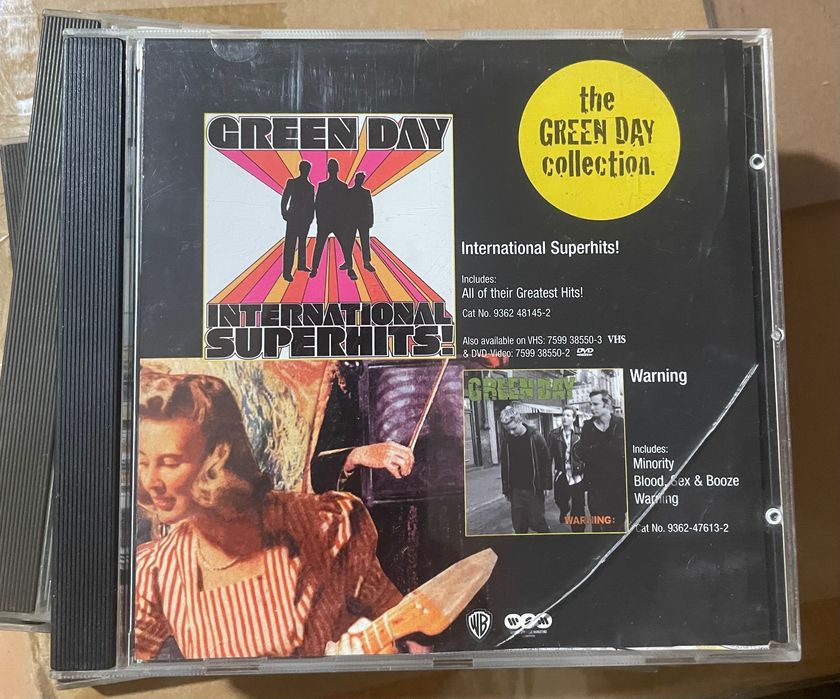 GREEN DAY
INTERNATIONAL
SUPERHITS!
the
GREEN DAY
collection.
International Superhits!
Includes:
All of their Greatest Hits!
Cat No. 9362 48145-2
Also available on VHS: 7599 38550-3 VHS
& DVD-Video: 7599 38550-2 DVD
GREEN DAY
WARNING:
Warning
Includes:
Minority
Blood, Sex & Booze
Warning
Cat No. 9362-47613-2
WB
WSM